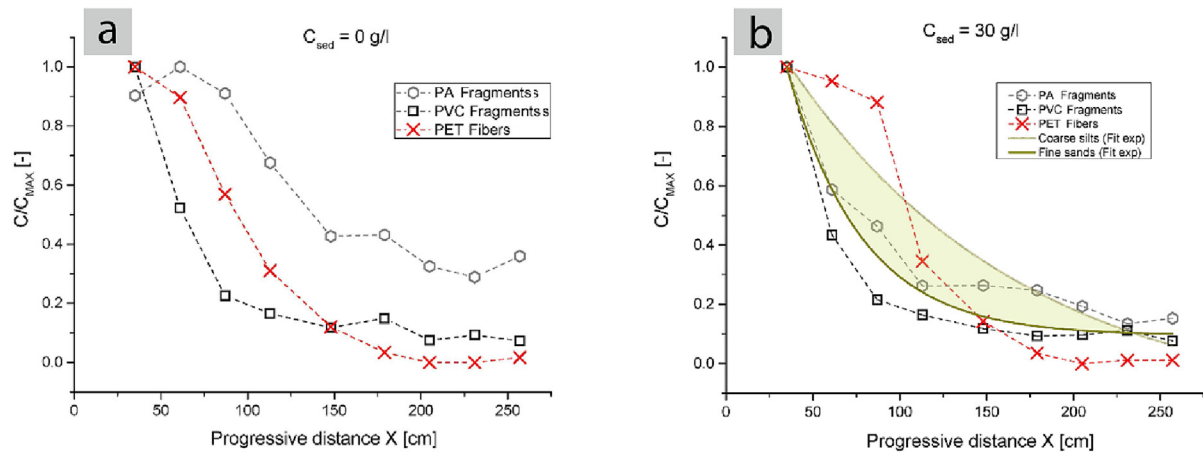 a
C_sed = 0 g/l
PA Fragmentss
PVC Fragmentss
PET Fibers
C/C_MAX [-]
1.0
0.8
0.6
0.4
0.2
0.0
0 50 100 150 200 250
Progressive distance X [cm]
b
C_sed = 30 g/l
PA Fragments
PVC Fragments
PET Fibers
Coarse silts (Fit exp)
Fine sands (Fit exp)
C/C_MAX [-]
1.0
0.8
0.6
0.4
0.2
0.0
0 50 100 150 200 250
Progressive distance X [cm]